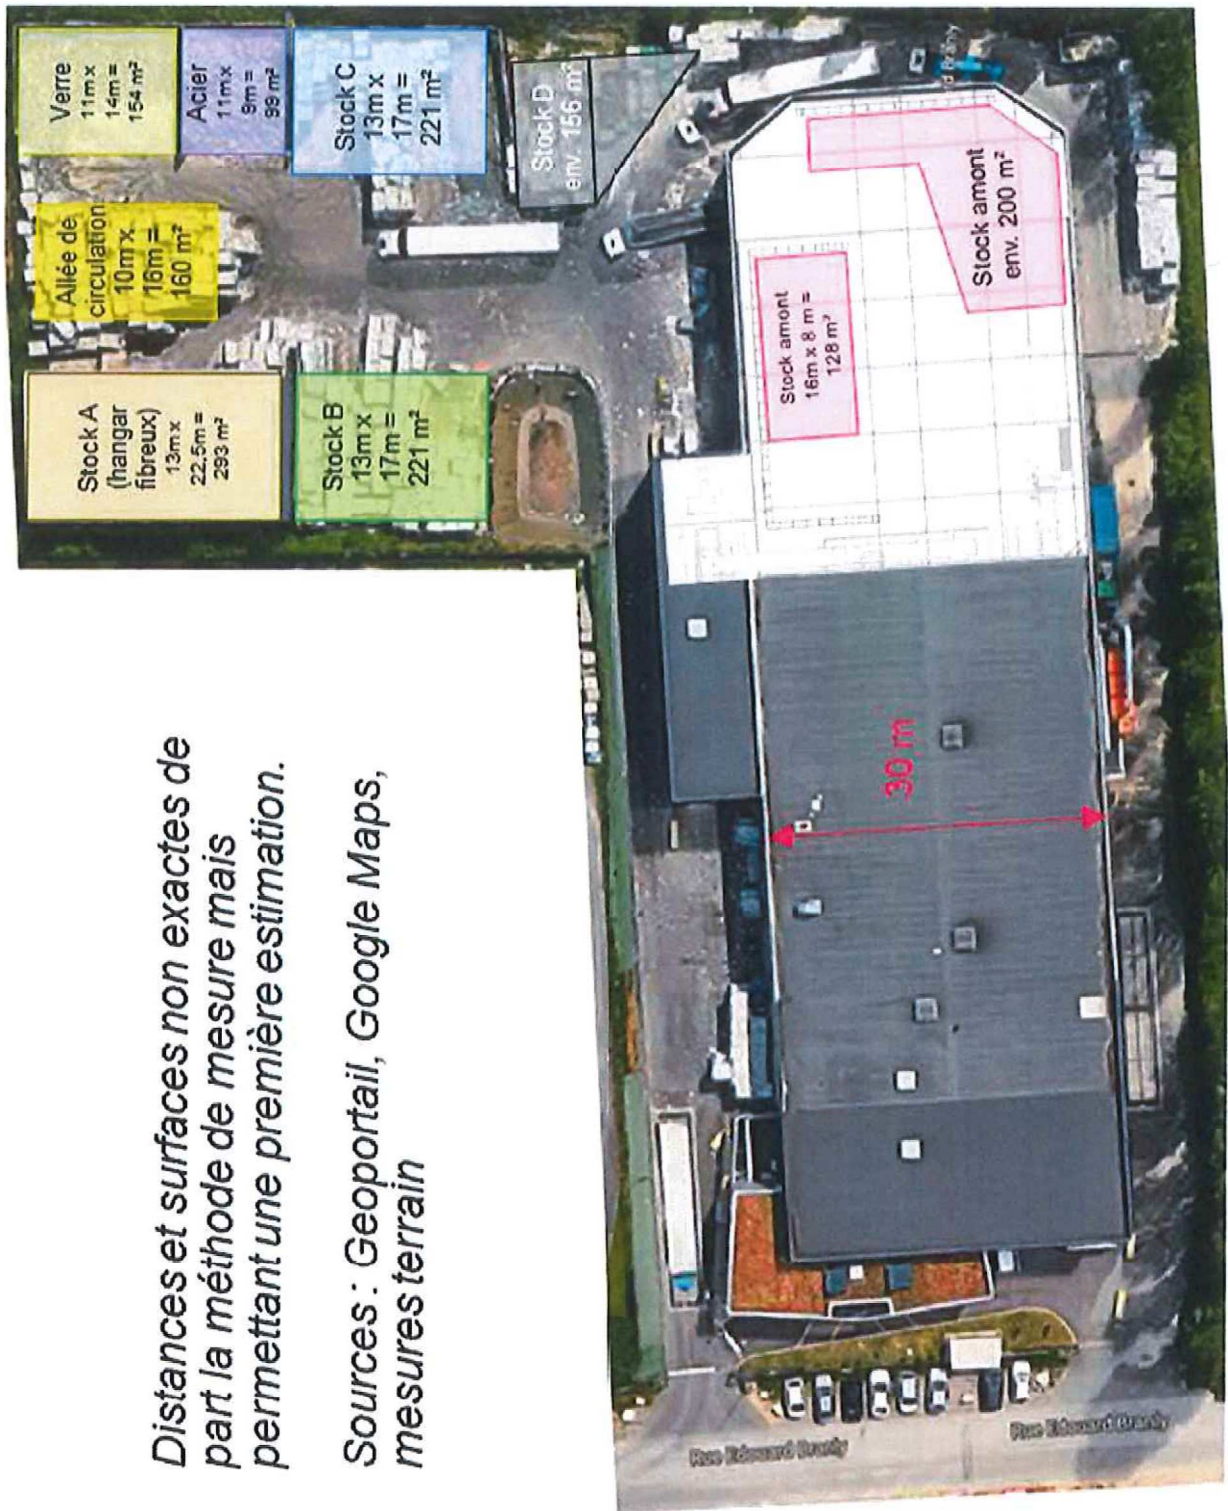 Verre
11m x
14m =
154 m²
Acier
11m x
9m =
99 m²
Stock C
13m x
17m =
221 m²
Stock D
env. 156 m²
Allée de
circulation
10m x
16m =
160 m²
Stock A
(hangar
fibreux)
13m x
22,5m =
293 m²
Stock B
13m x
17m =
221 m²
Stock amont
16m x 8 m =
128 m²
Stock amont
env. 200 m²
30 m
Distances et surfaces non exactes de
part la méthode de mesure mais
permettant une première estimation.
Sources : Geoportail, Google Maps,
mesures terrain
Rue Edouard Branly
Rue Edouard Branly
d Branly